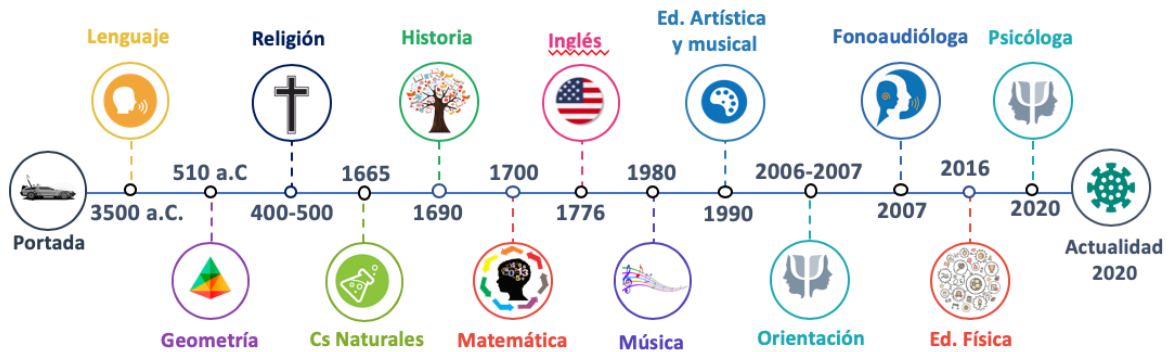 Lenguaje
Religión
Historia
Inglés
Ed. Artística
y musical
Fonoaudióloga
Psicóloga
Portada
3500 a.C.
510 a.C
400-500
1665
1690
1700
1776
1980
1990
2006-2007
2007
2016
2020
Actualidad
2020
Geometría
Cs Naturales
Matemática
Música
Orientación
Ed. Física